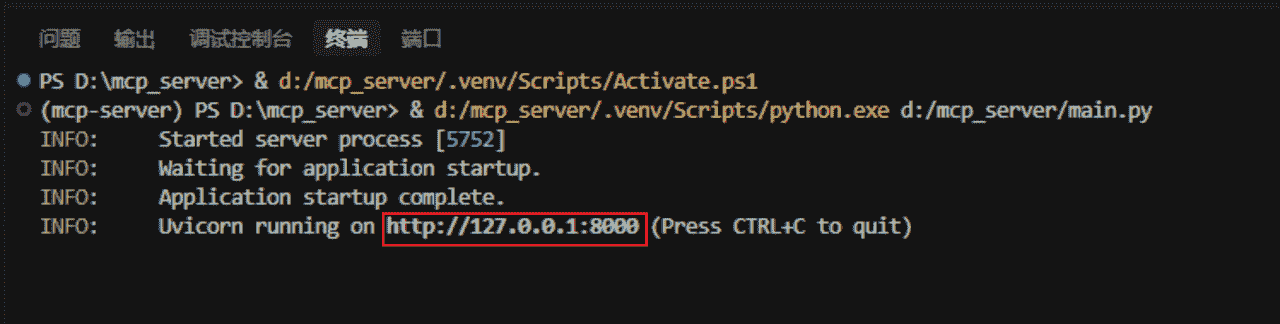 问题 输出 调试控制台 终端 端口
PS D:\mcp_server> & d:/mcp_server/.venv/Scripts/Activate.ps1
(mcp-server) PS D:\mcp_server> & d:/mcp_server/.venv/Scripts/python.exe d:/mcp_server/main.py
INFO: Started server process [5752]
INFO: Waiting for application startup.
INFO: Application startup complete.
INFO: Uvicorn running on http://127.0.0.1:8000 (Press CTRL+C to quit)